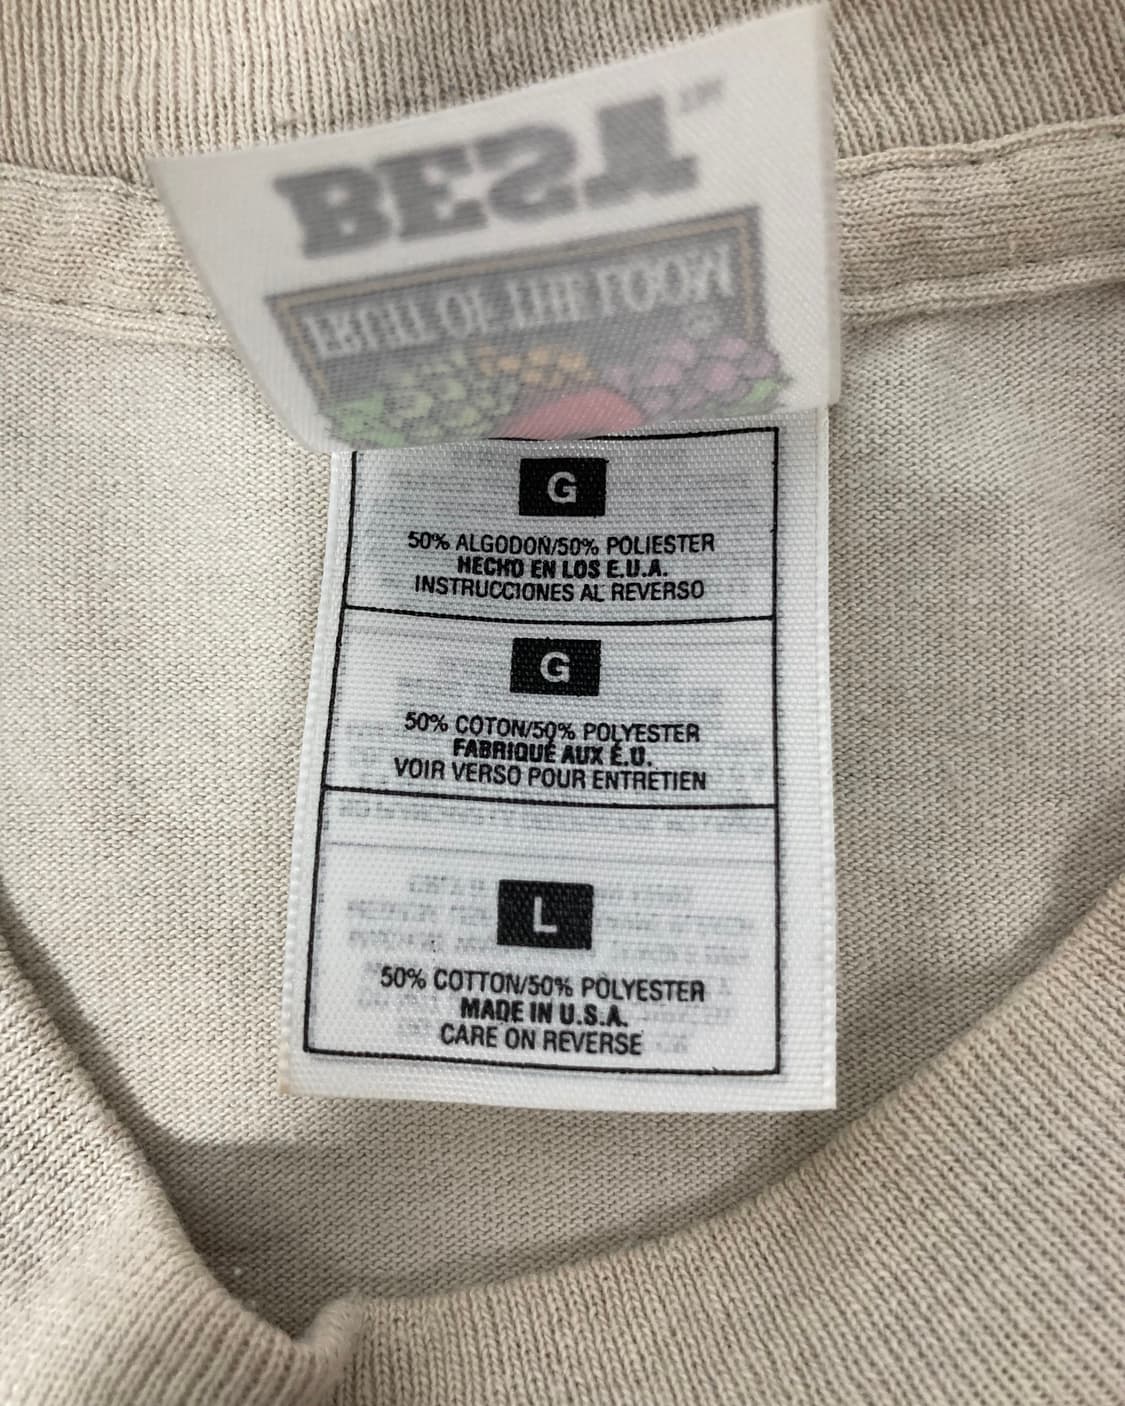 BEST™
FRUIT OF THE LOOM
G
50% ALGODON/50% POLIESTER
HECHO EN LOS E.U.A.
INSTRUCCIONES AL REVERSO
G
50% COTON/50% POLYESTER
FABRIQUÉ AUX É.U.
VOIR VERSO POUR ENTRETIEN
L
50% COTTON/50% POLYESTER
MADE IN U.S.A.
CARE ON REVERSE